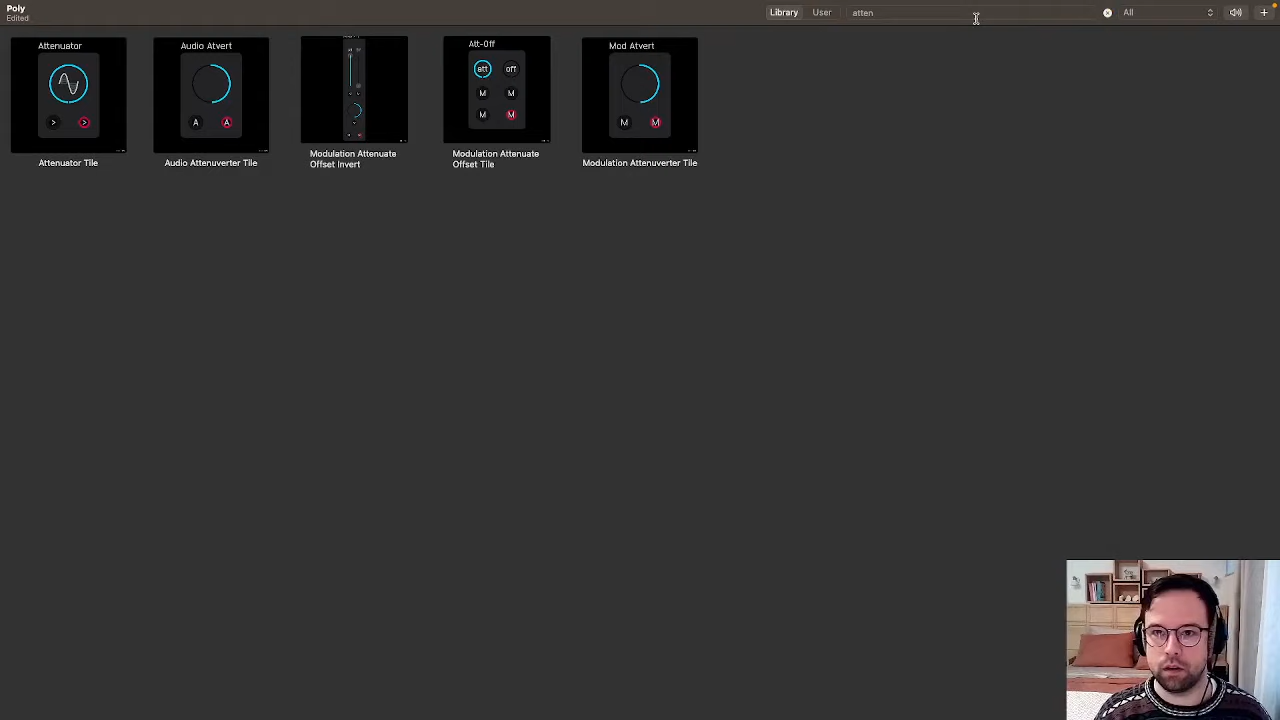 Poly
Edited
Library
User
atten
All
Attenuator
Audio Atvert
Att-Off
Mod Atvert
att
off
A
A
M
M
M
M
M
M
Attenuator Tile
Audio Attenuverter Tile
Modulation Attenuate
Offset Invert
Modulation Attenuate
Offset Tile
Modulation Attenuverter Tile